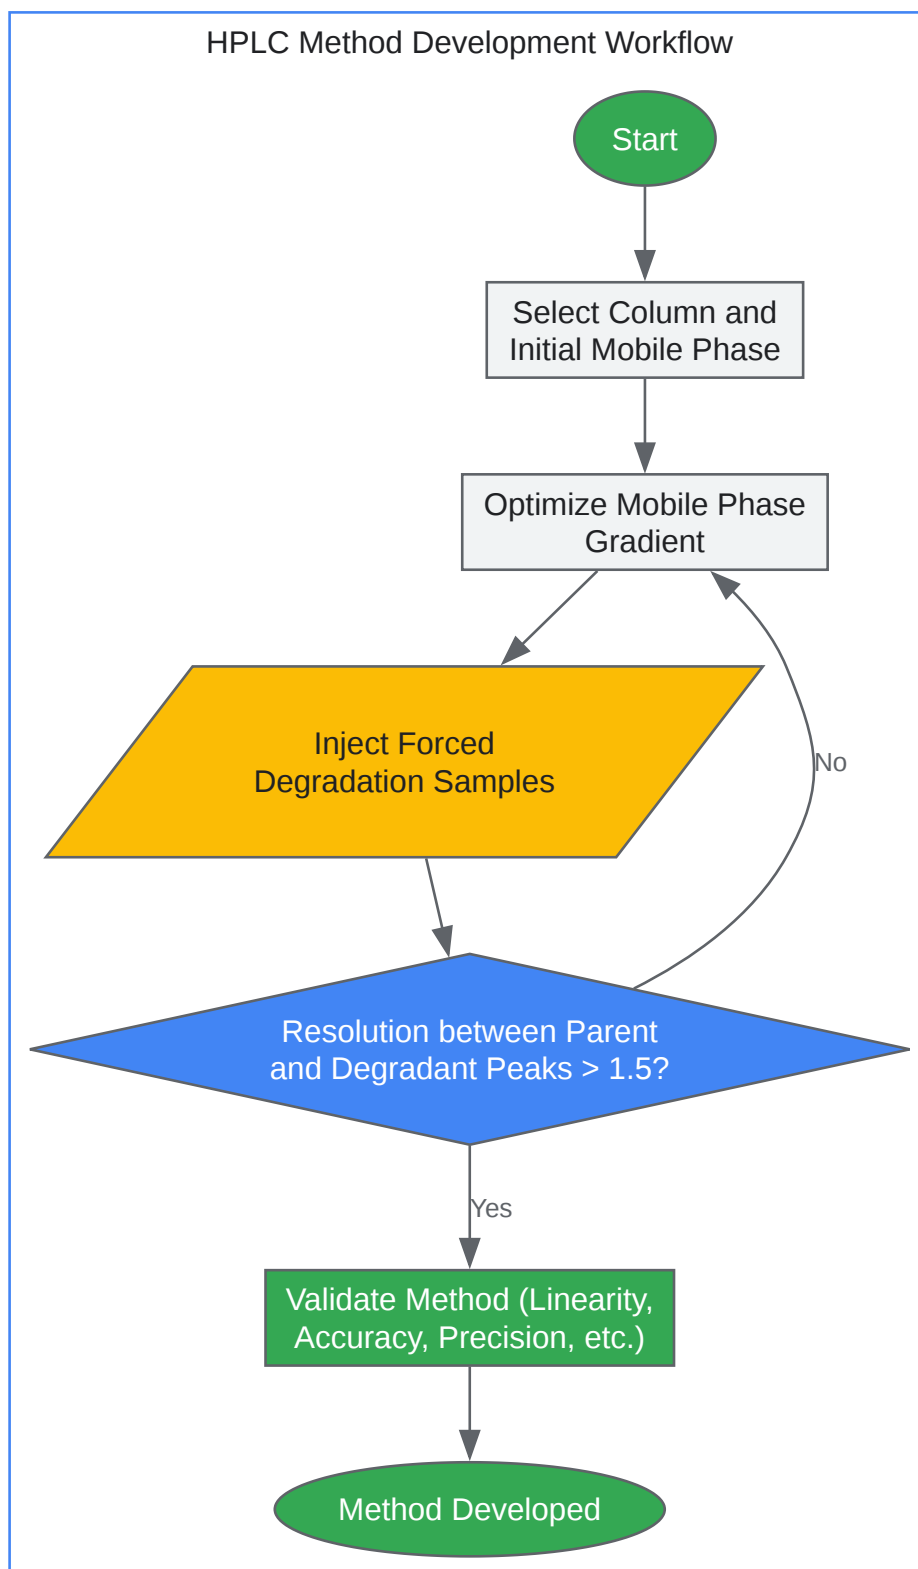 HPLC Method Development Workflow
Start
Select Column and
Initial Mobile Phase
Optimize Mobile Phase
Gradient
Inject Forced
Degradation Samples
No
Resolution between Parent
and Degradant Peaks > 1.5?
Yes
Validate Method (Linearity,
Accuracy, Precision, etc.)
Method Developed